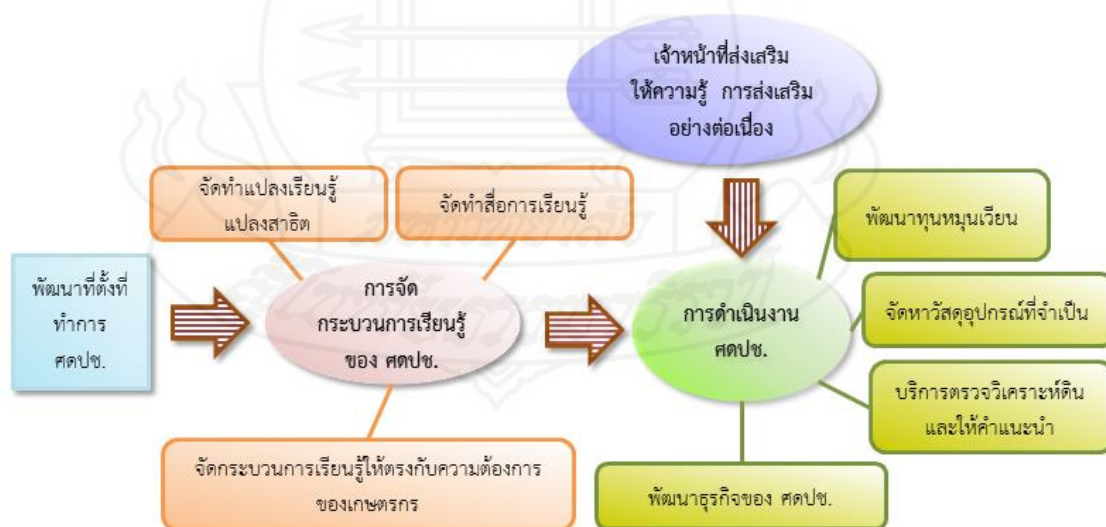 เจ้าหน้าที่ส่งเสริม
ให้ความรู้ การส่งเสริม
อย่างต่อเนื่อง
จัดทำแปลงเรียนรู้
แปลงสาธิต
จัดทำสื่อการเรียนรู้
พัฒนาทุนหมุนเวียน
พัฒนาที่ตั้งที่
ทำการ
ศดปช.
การจัด
กระบวนการเรียนรู้
ของ ศดปช.
การดำเนินงาน
ศดปช.
จัดหาวัสดุอุปกรณ์ที่จำเป็น
บริการตรวจวิเคราะห์ดิน
และให้คำแนะนำ
จัดกระบวนการเรียนรู้ให้ตรงกับความต้องการ
ของเกษตรกร
พัฒนาธุรกิจของ ศดปช.